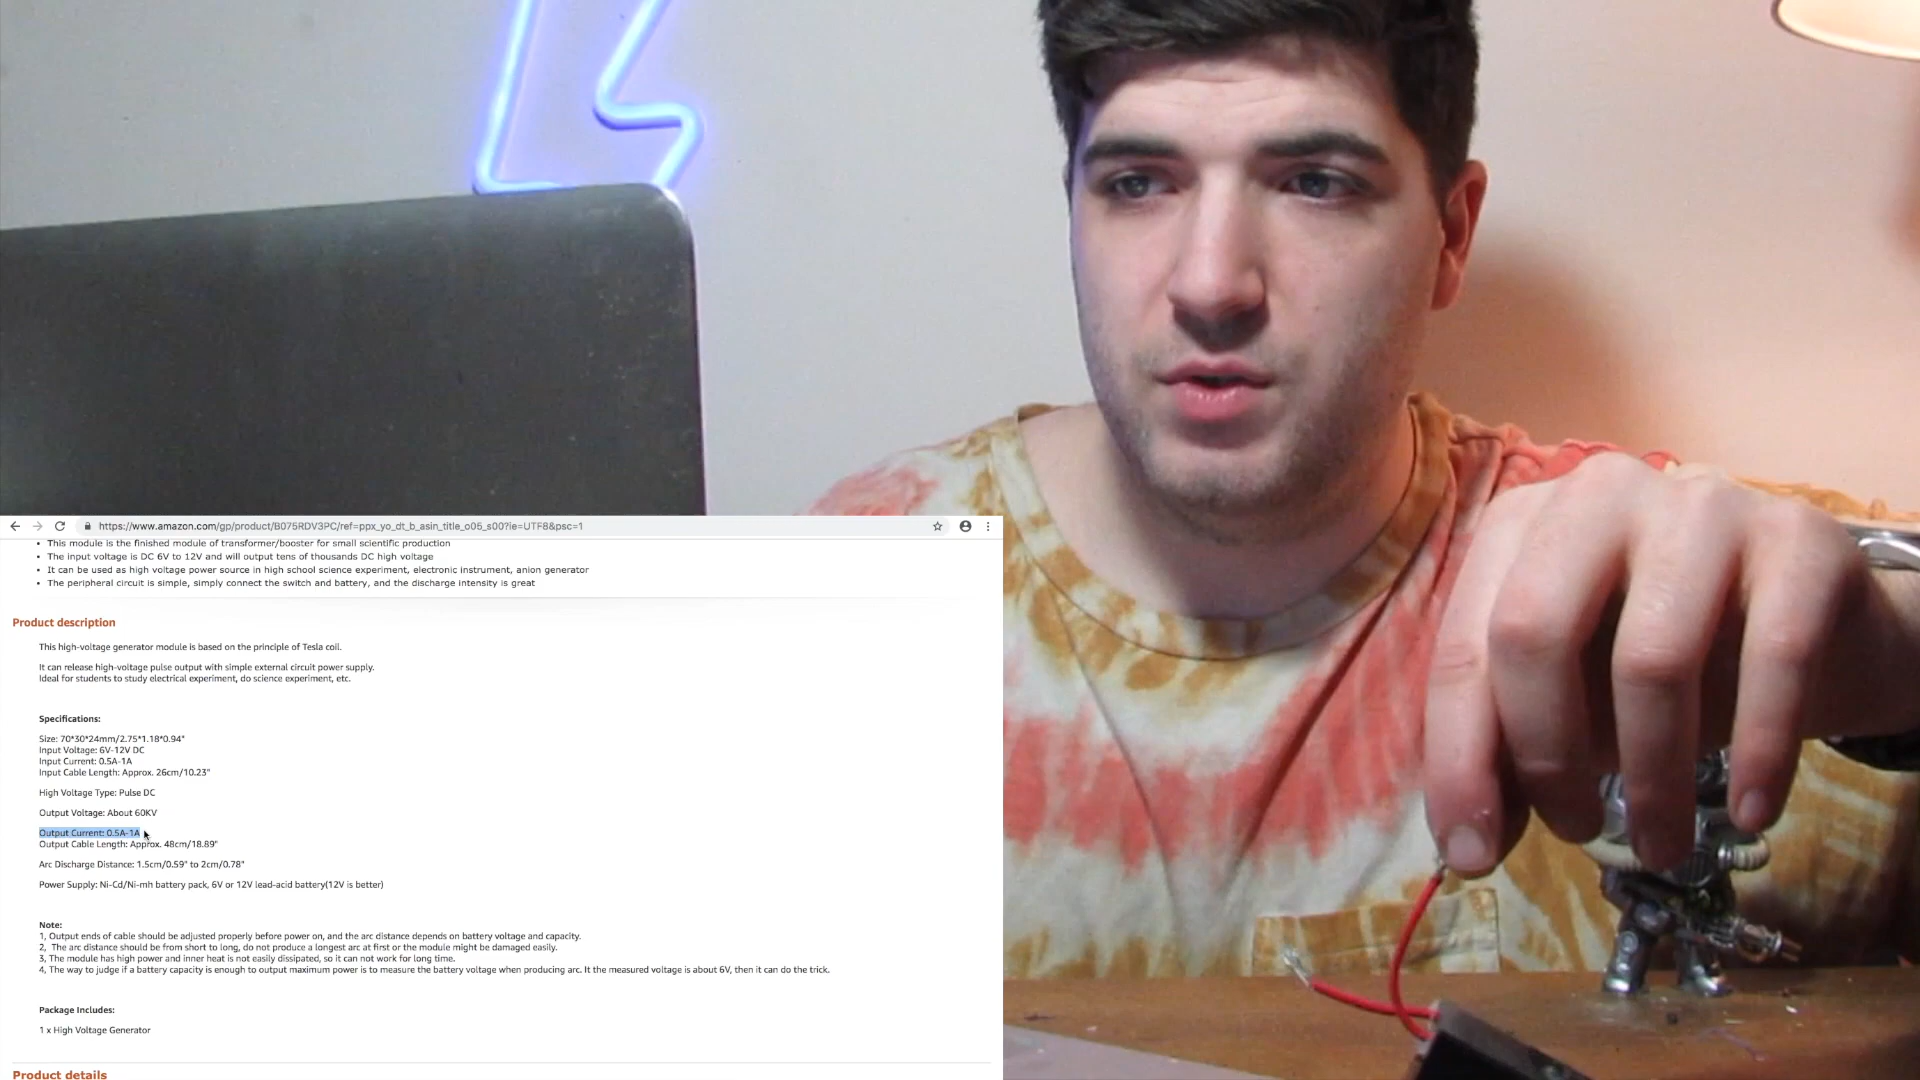 https://www.amazon.com/gp/product/B075RDV3PC/ref=ppx_yo_dt_b_asin_title_o05_s00?ie=UTF8&psc=1
• This module is the finished module of transformer/booster for small scientific production
• The input voltage is DC 6V to 12V and will output tens of thousands DC high voltage
• It can be used as high voltage power source in high school science experiment, electronic instrument, anion generator
• The peripheral circuit is simple, simply connect the switch and battery, and the discharge intensity is great
Product description
This high-voltage generator module is based on the principle of Tesla coil.
It can release high-voltage pulse output with simple external circuit power supply.
Ideal for students to study electrical experiment, do science experiment, etc.
Specifications:
Size: 70*30*24mm/2.75*1.18*0.94"
Input Voltage: 6V-12V DC
Input Current: 0.5A-1A
Input Cable Length: Approx. 26cm/10.23"
High Voltage Type: Pulse DC
Output Voltage: About 60KV
Output Current: 0.5A-1A
Output Cable Length: Approx. 48cm/18.89"
Arc Discharge Distance: 1.5cm/0.59" to 2cm/0.78"
Power Supply: Ni-Cd/Ni-mh battery pack, 6V or 12V lead-acid battery(12V is better)
Note:
1, Output ends of cable should be adjusted properly before power on, and the arc distance depends on battery voltage and capacity.
2, The arc distance should be from short to long, do not produce a longest arc at first or the module might be damaged easily.
3, The module has high power and inner heat is not easily dissipated, so it can not work for long time.
4, The way to judge if a battery capacity is enough to output maximum power is to measure the battery voltage when producing arc. It the measured voltage is about 6V, then it can do the trick.
Package Includes:
1 x High Voltage Generator
Product details